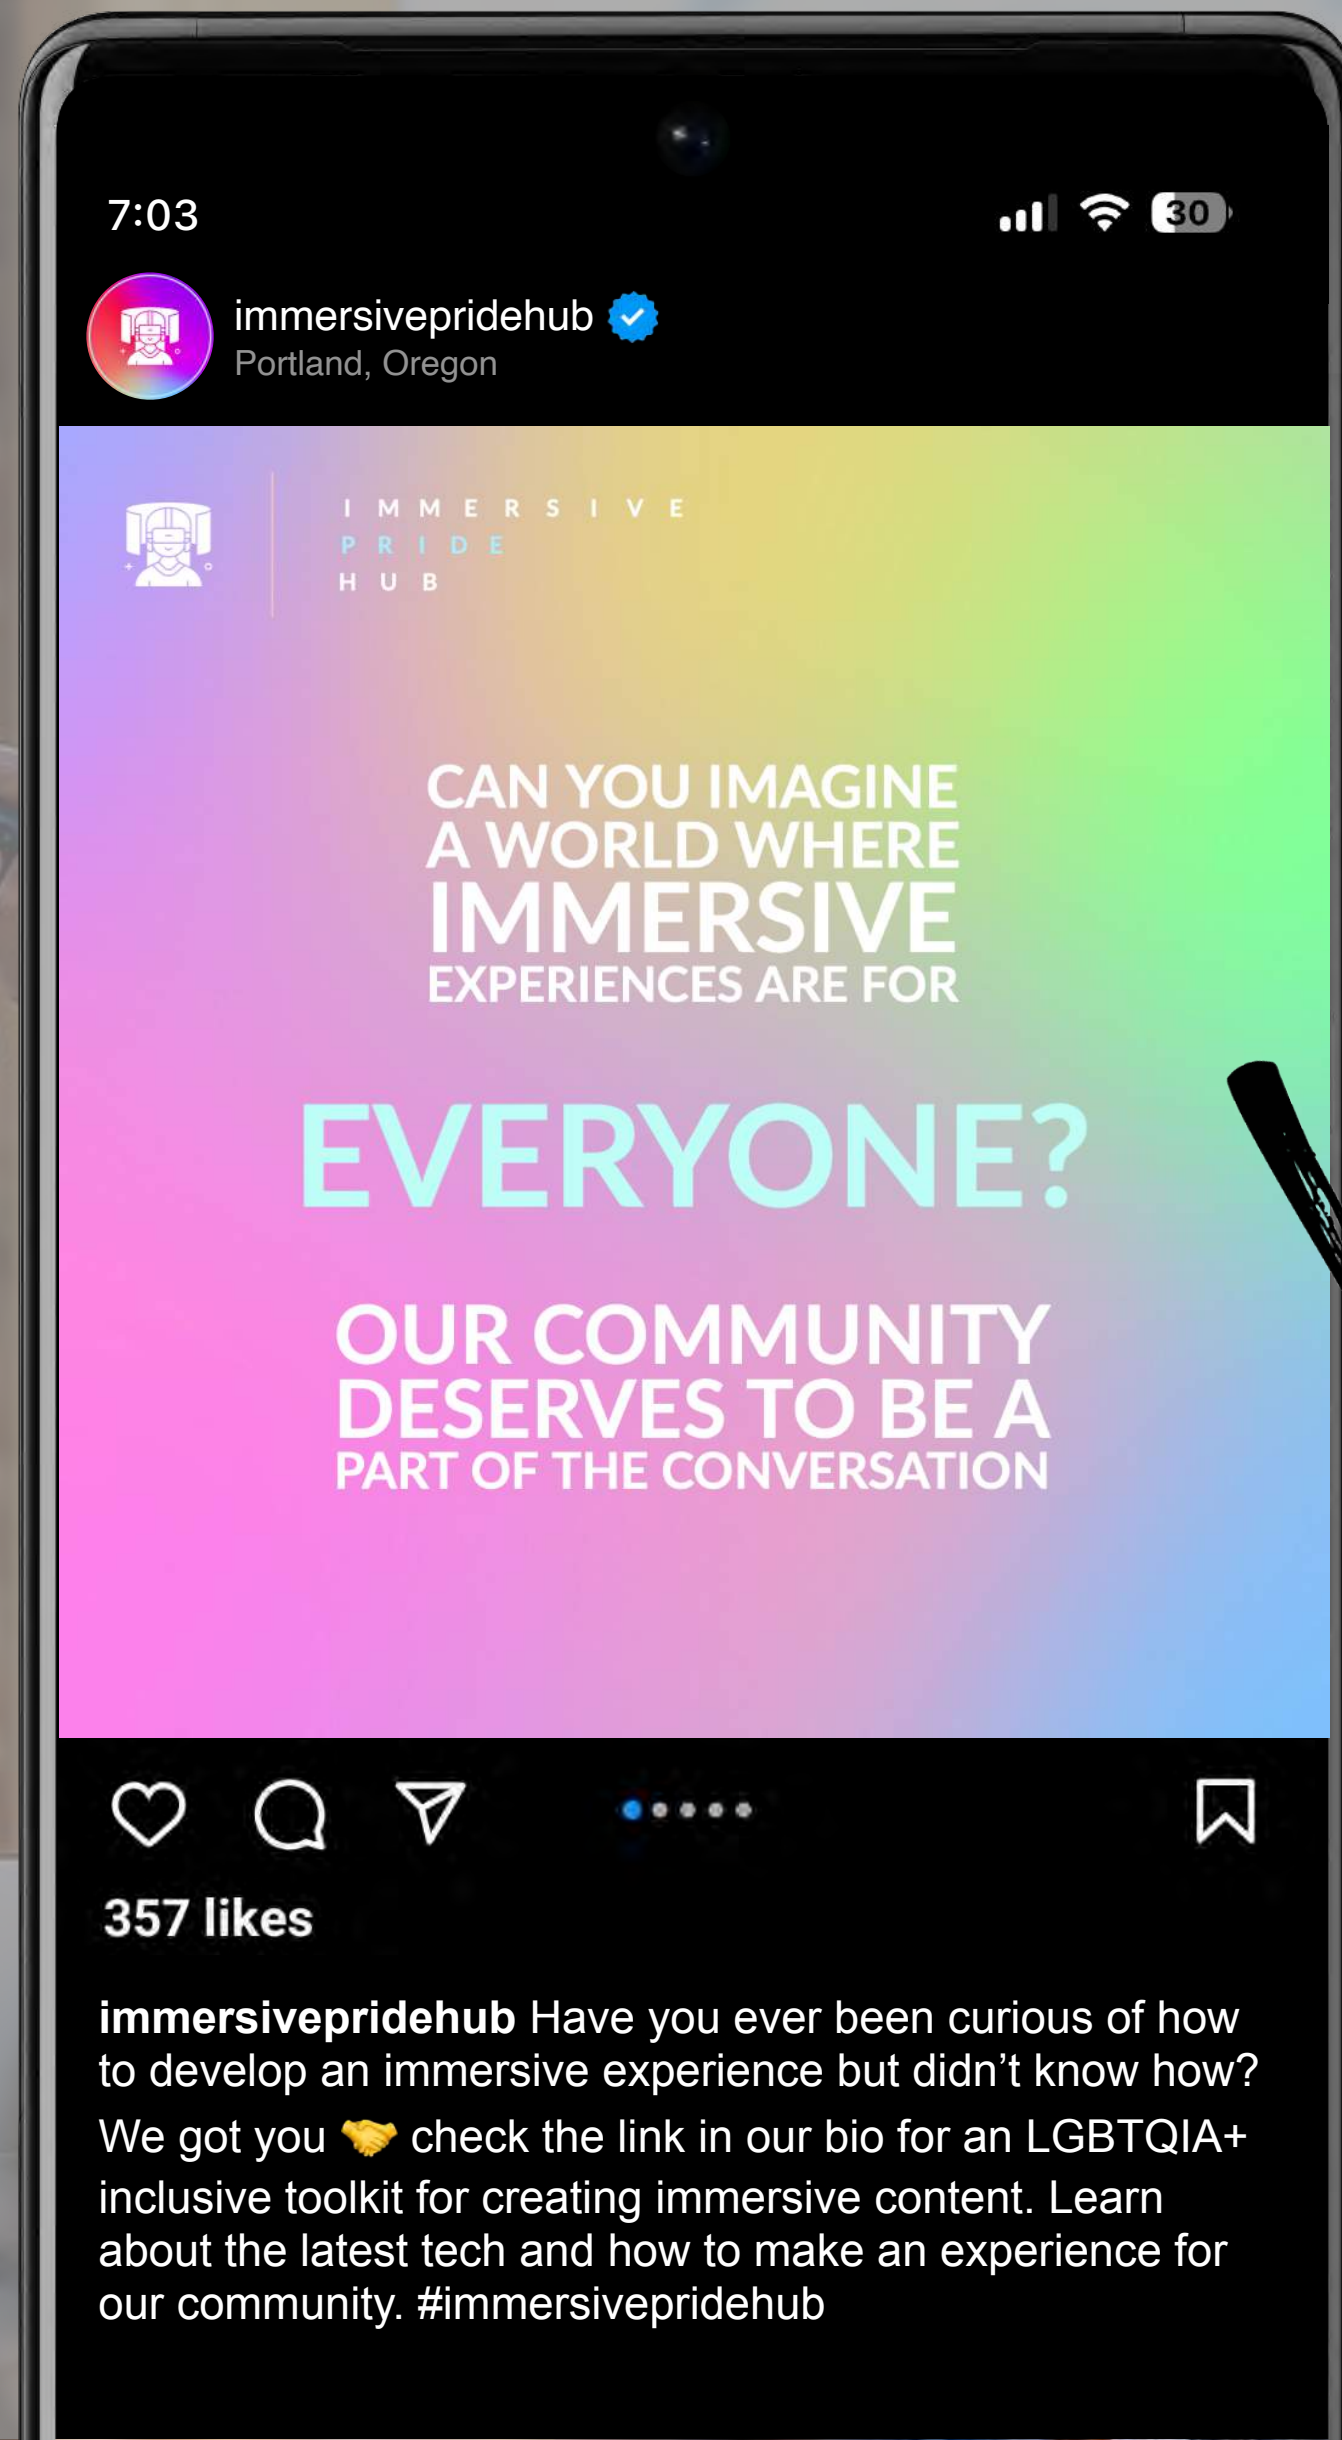 7:03
30
immersivepridehub
Portland, Oregon
IMMERSIVE
PRIDE
HUB
CAN YOU IMAGINE
A WORLD WHERE
IMMERSIVE
EXPERIENCES ARE FOR
EVERYONE?
OUR COMMUNITY
DESERVES TO BE A
PART OF THE CONVERSATION
357 likes
immersivepridehub Have you ever been curious of how
to develop an immersive experience but didn’t know how?
We got you 🤝 check the link in our bio for an LGBTQIA+
inclusive toolkit for creating immersive content. Learn
about the latest tech and how to make an experience for
our community. #immersivepridehub